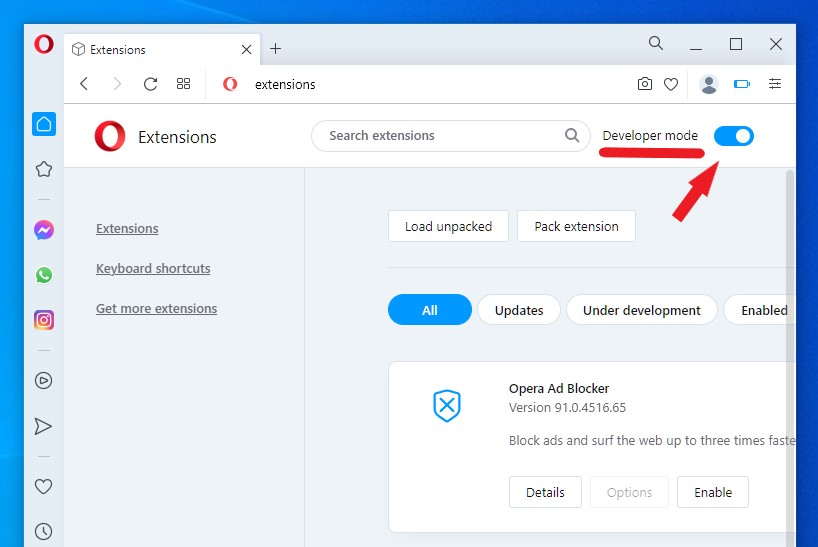 Extensions
extensions
Extensions
Search extensions
Developer mode
Extensions
Keyboard shortcuts
Get more extensions
Load unpacked
Pack extension
All
Updates
Under development
Enabled
Opera Ad Blocker
Version 91.0.4516.65
Block ads and surf the web up to three times faste
Details
Options
Enable